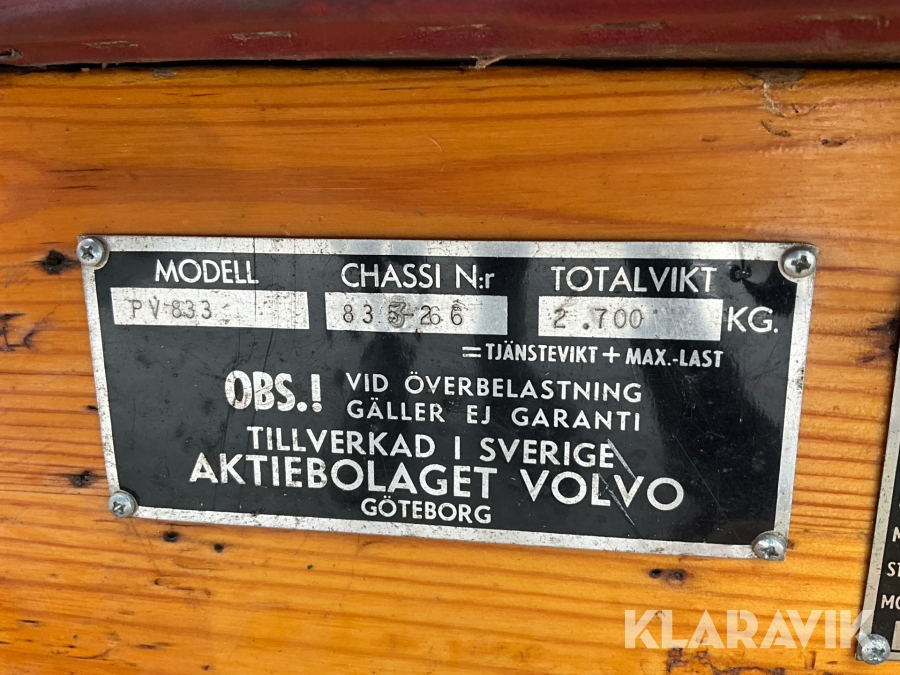 MODELL CHASSI N:r TOTALVIKT
PV 833 2.700 KG.
= TJÄNSTEVIKT + MAX.-LAST
OBS.! VID ÖVERBELASTNING
GÄLLER EJ GARANTI
TILLVERKAD I SVERIGE
AKTIEBOLAGET VOLVO
GÖTEBORG
KLARAVIK